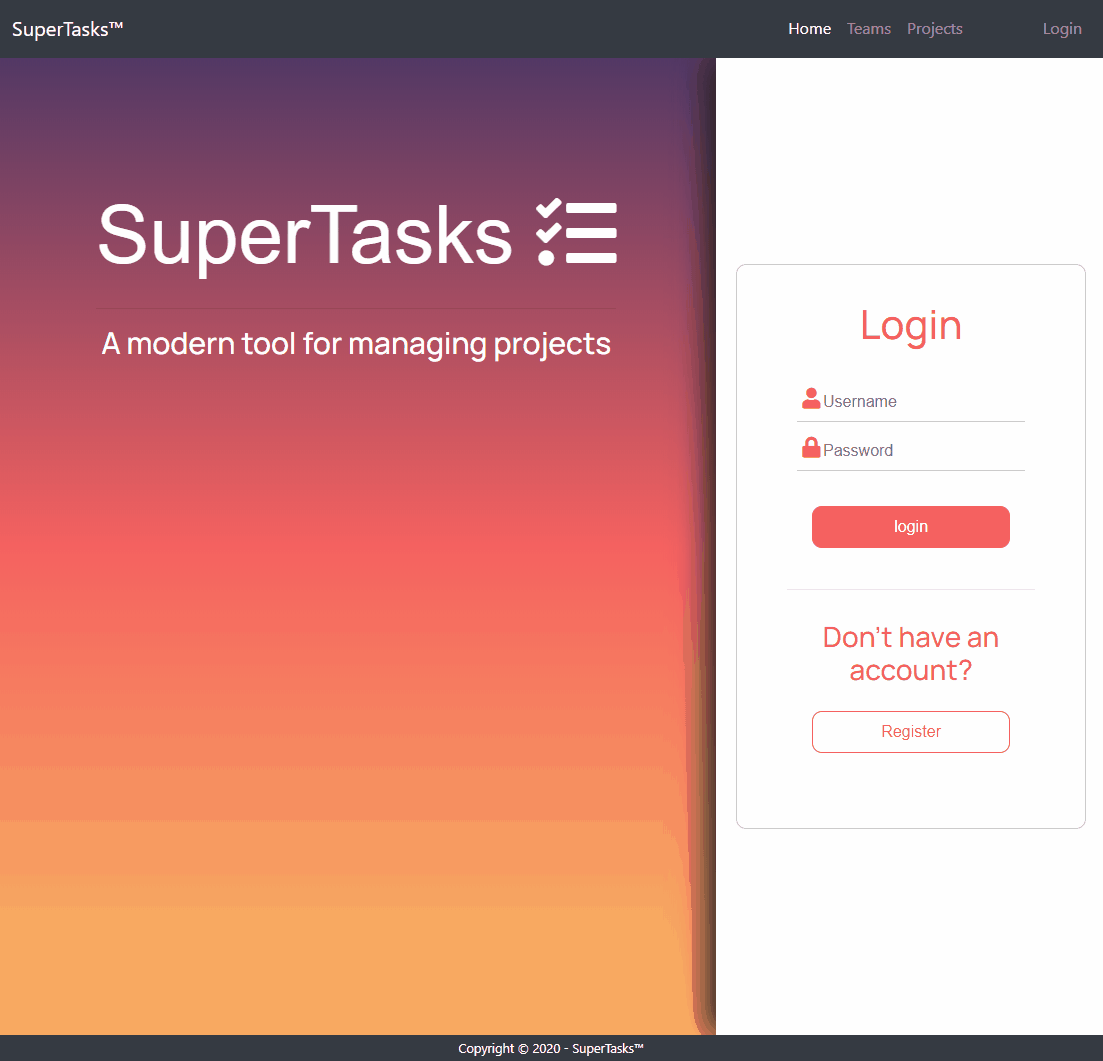 SuperTasks™
Home Teams Projects Login
SuperTasks
A modern tool for managing projects
Login
Username
Password
login
Don't have an
account?
Register
Copyright © 2020 - SuperTasks™